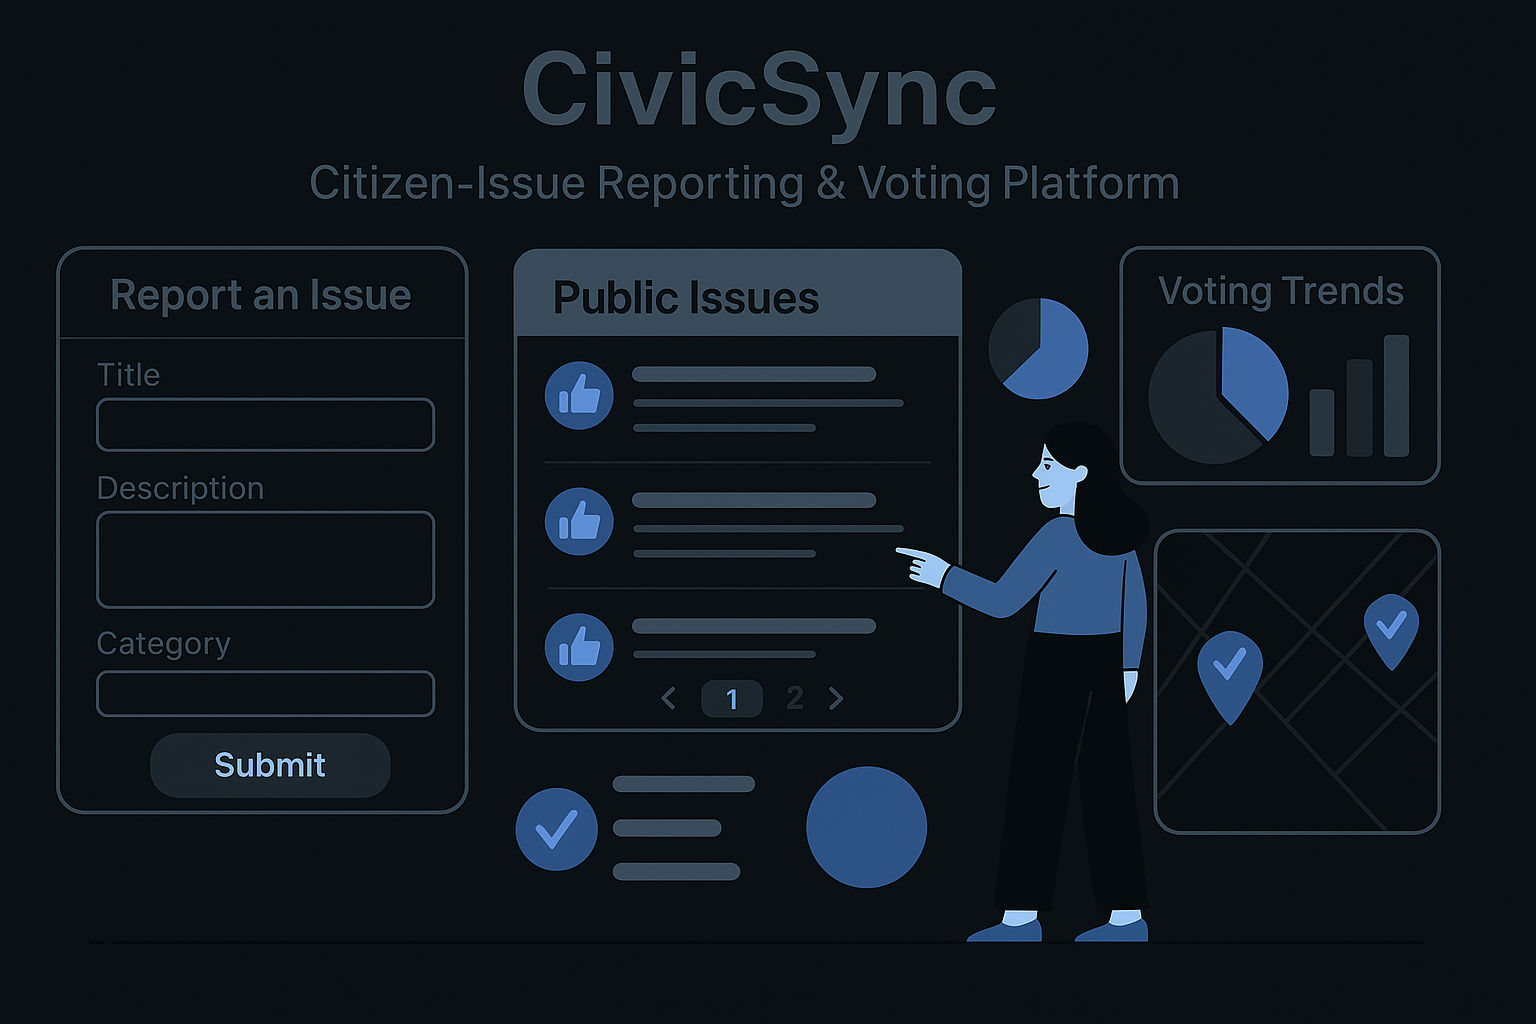 CivicSync
Citizen-Issue Reporting & Voting Platform
Report an Issue
Title
Description
Category
Submit
Public Issues
1 2
Voting Trends